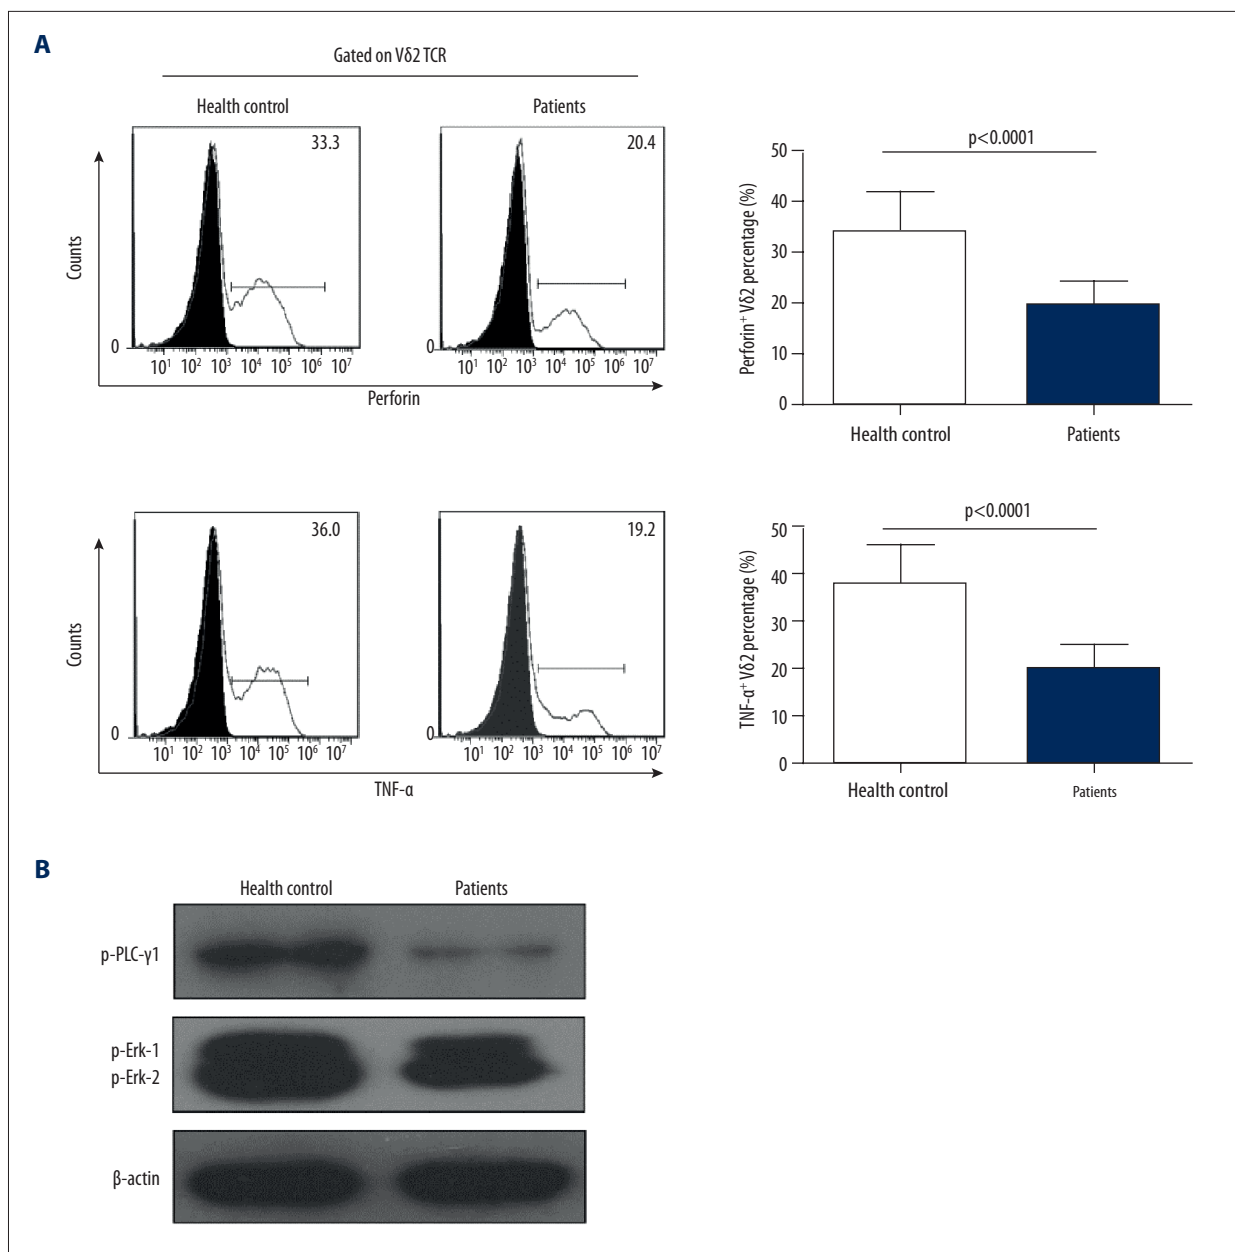 A
Gated on Vδ2 TCR
Health control
Patients
33.3
20.4
Counts
0
10¹ 10² 10³ 10⁴ 10⁵ 10⁶ 10⁷
0
10¹ 10² 10³ 10⁴ 10⁵ 10⁶ 10⁷
Perforin
p<0.0001
Perforin⁺ Vδ2 percentage (%)
50
40
30
20
10
0
Health control
Patients
36.0
19.2
Counts
0
10¹ 10² 10³ 10⁴ 10⁵ 10⁶ 10⁷
0
10¹ 10² 10³ 10⁴ 10⁵ 10⁶ 10⁷
TNF-α
p<0.0001
TNF-α⁺ Vδ2 percentage (%)
50
40
30
20
10
0
Health control
Patients
B
Health control
Patients
p-PLC-γ1
p-Erk-1
p-Erk-2
β-actin